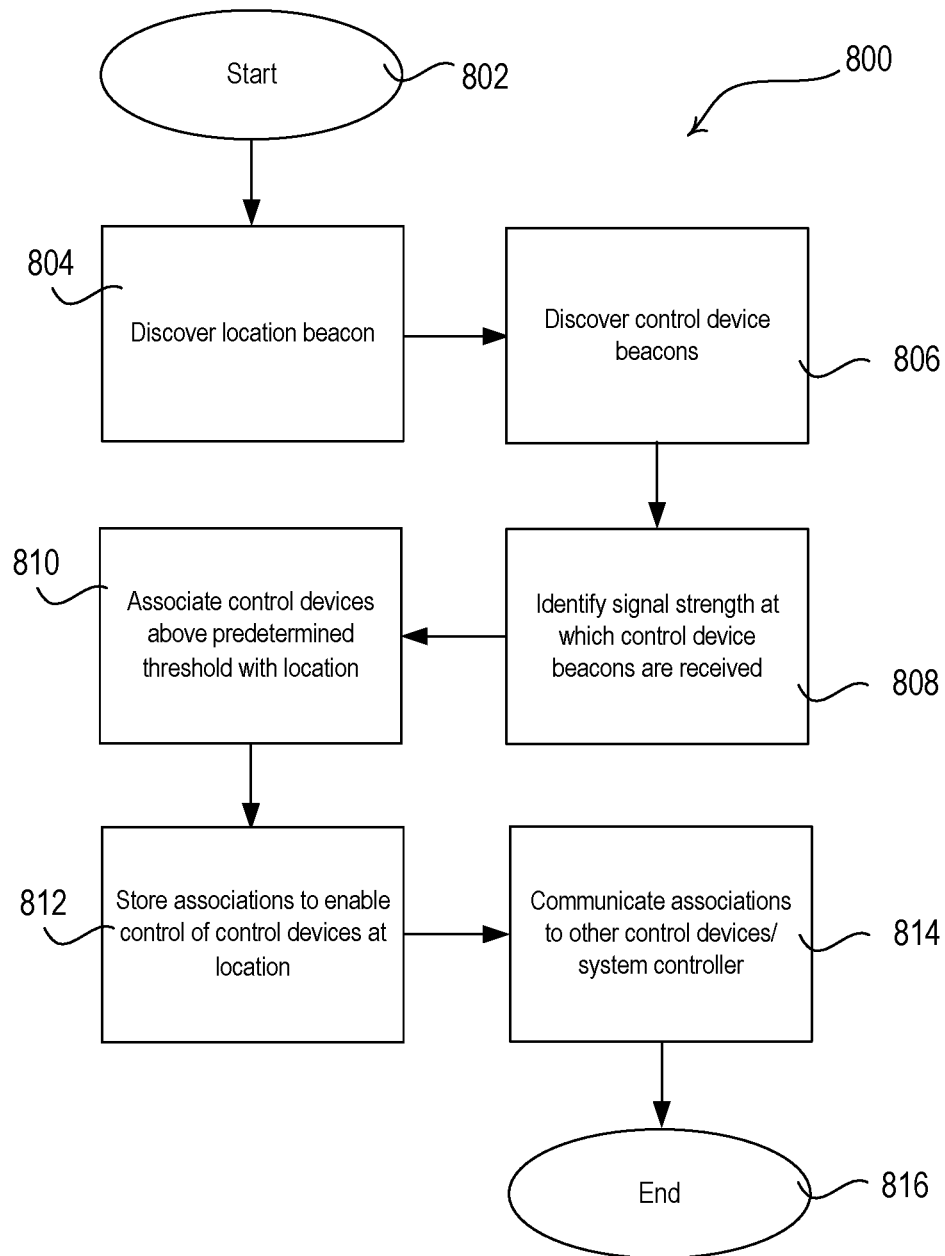 Start
802
800
804
Discover location beacon
Discover control device
beacons
806
810
Associate control devices
above predetermined
threshold with location
Identify signal strength at
which control device
beacons are received
808
812
Store associations to enable
control of control devices at
location
Communicate associations
to other control devices/
system controller
814
End
816